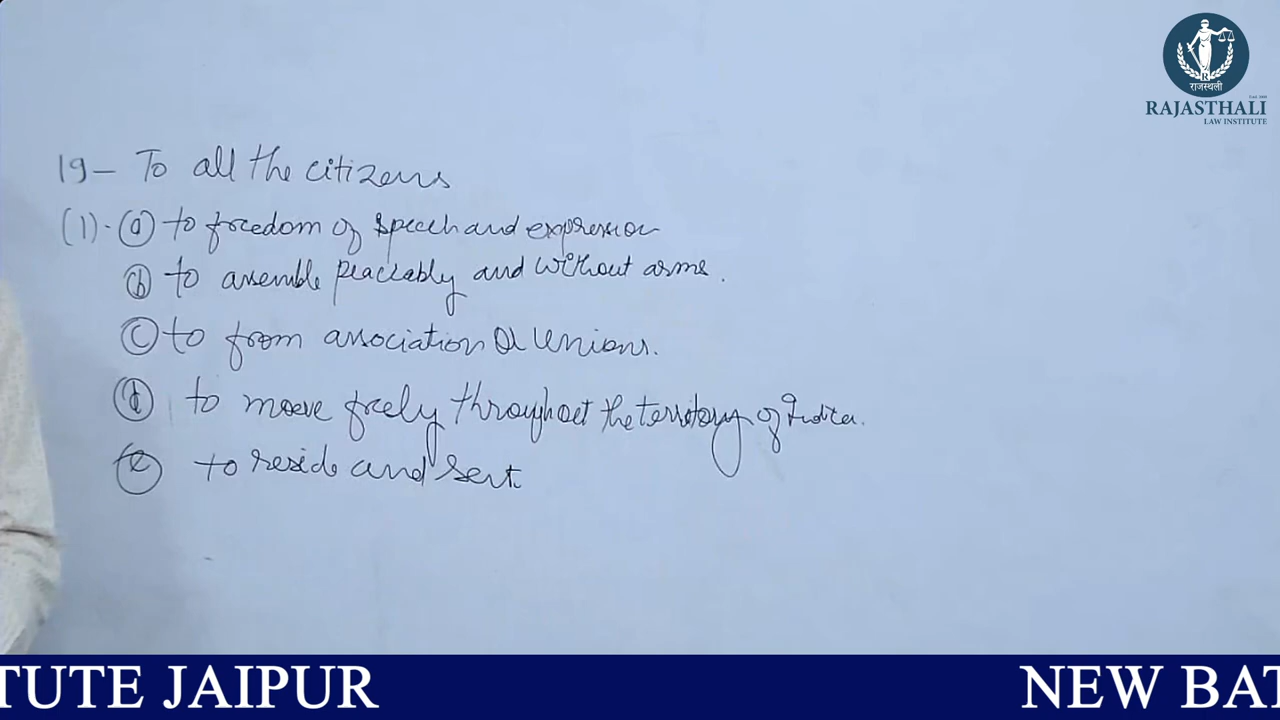 राजस्थली
RAJASTHALI
LAW INSTITUTE
19- To all the citizens
(1). (a) to freedom of speech and expression
(b) to assemble peaceably and without arms.
(c) to from association or unions.
(d) to move freely throughout the territory of India.
(e) to reside and sert.
TUTE JAIPUR
NEW BAT